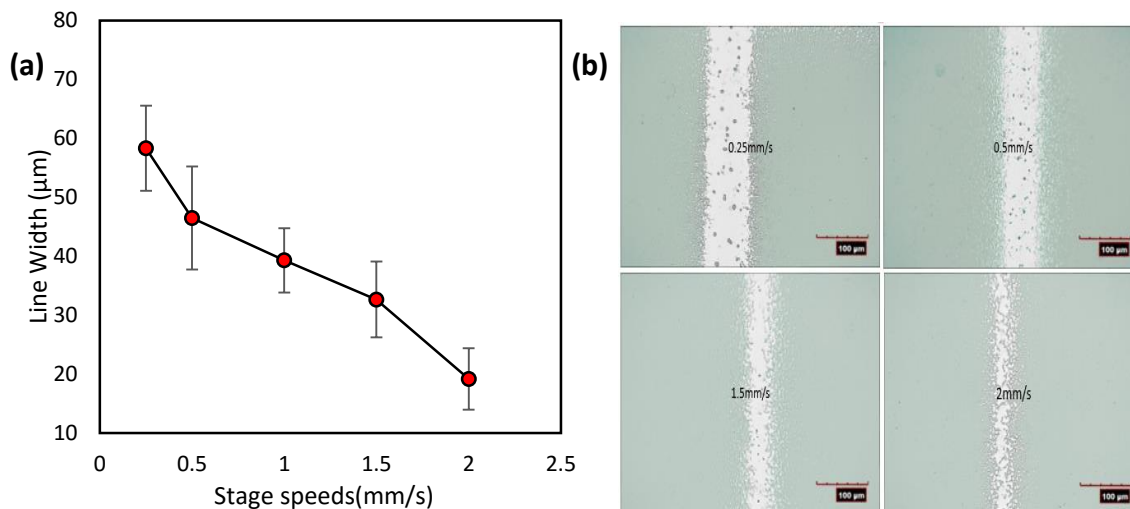 (a)
80
70
60
50
40
30
20
10
Line Width (µm)
0
0.5
1
1.5
2
2.5
Stage speeds(mm/s)
(b)
0.25mm/s
100 µm
0.5mm/s
100 µm
1.5mm/s
100 µm
2mm/s
100 µm